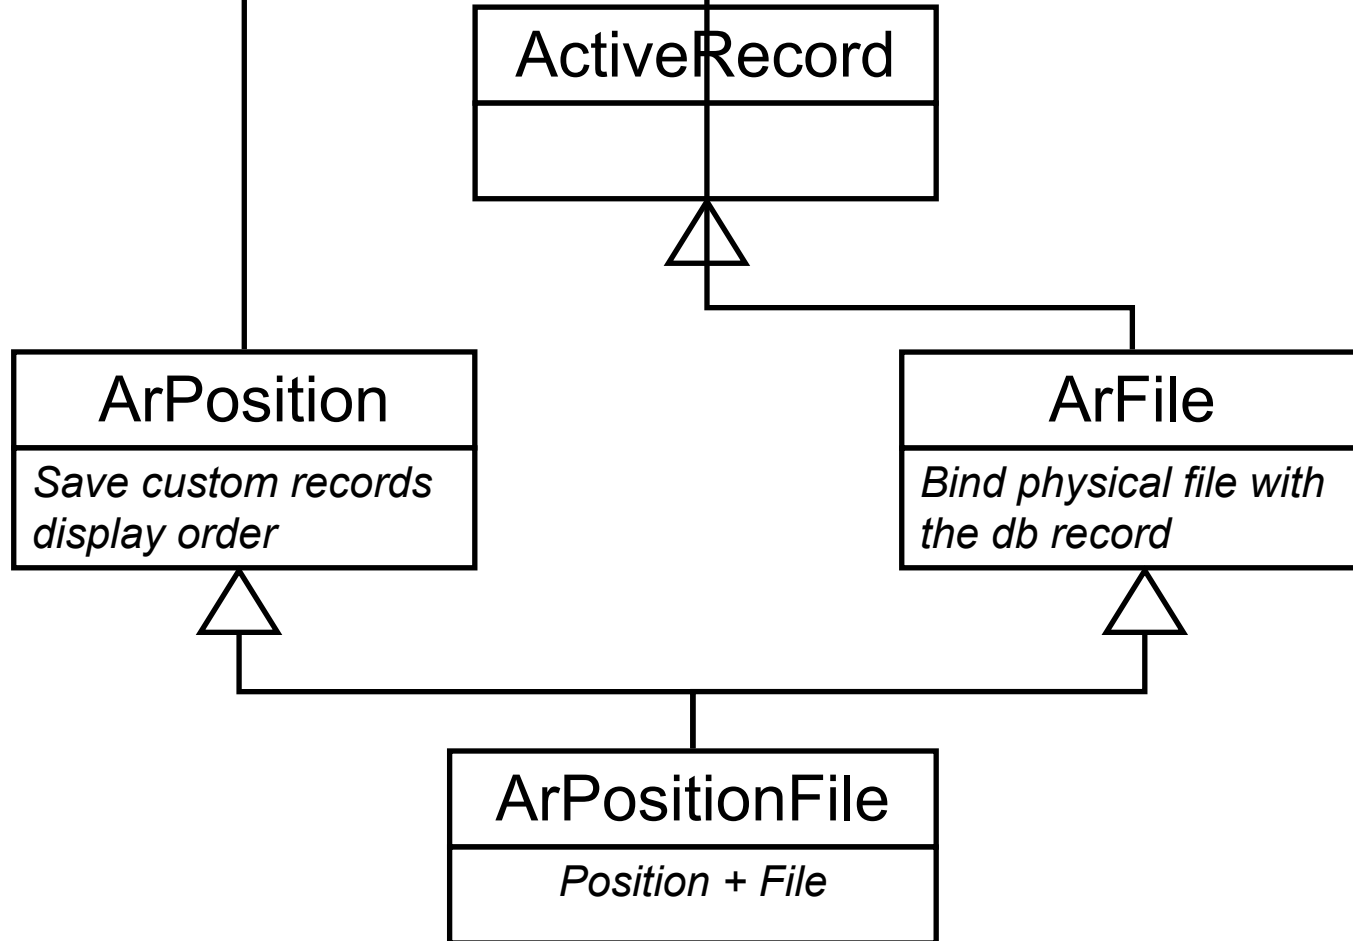 ActiveRecord
ArPosition
Save custom records
display order
ArFile
Bind physical file with
the db record
ArPositionFile
Position + File